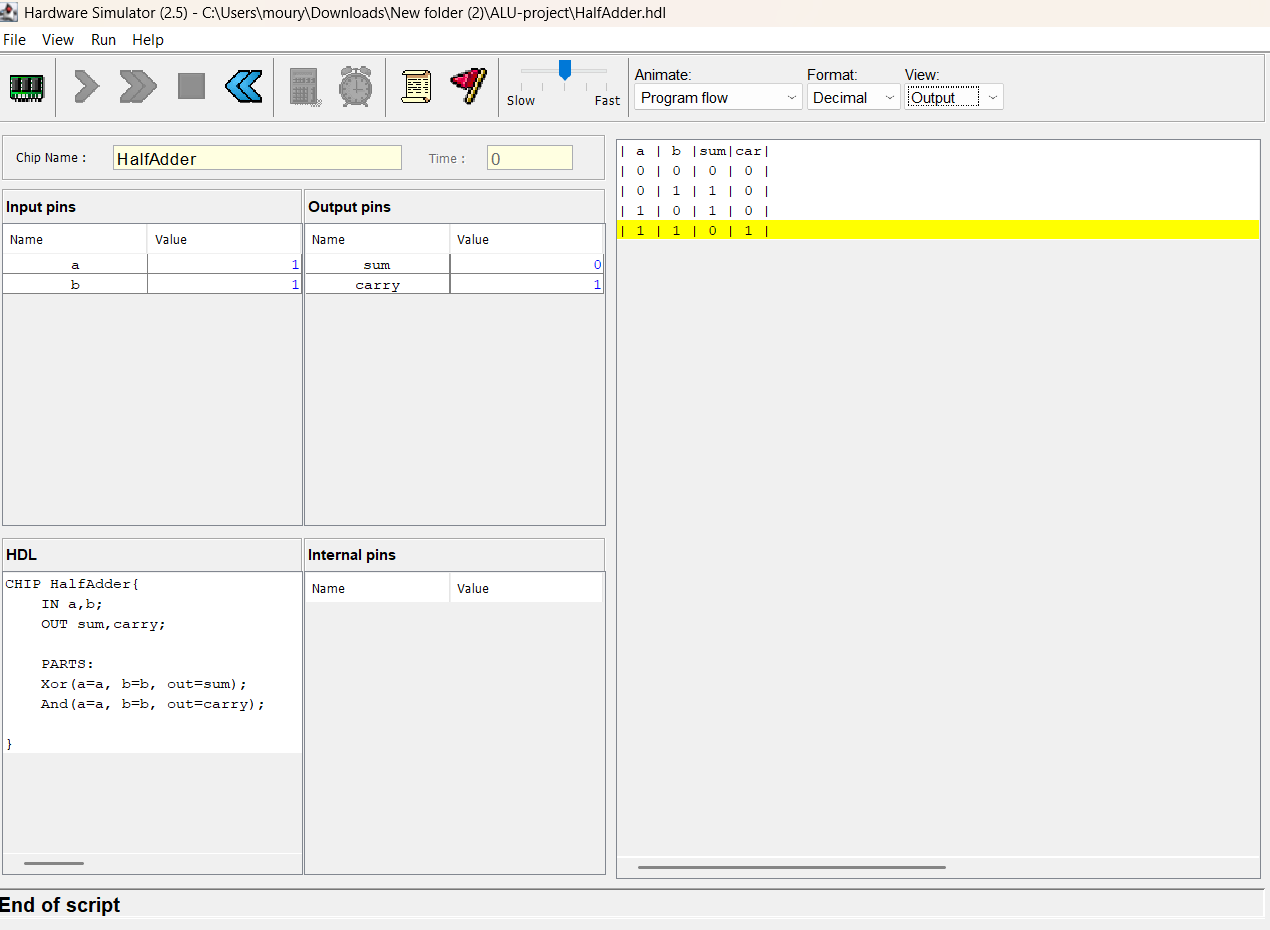 Hardware Simulator (2.5) - C:\Users\moury\Downloads\New folder (2)\ALU-project\HalfAdder.hdl
File View Run Help
Animate: Format: View:
Program flow Decimal Output
Slow Fast
Chip Name : HalfAdder Time : 0
Input pins
Name Value
a 1
b 1
Output pins
Name Value
sum 0
carry 1
HDL
CHIP HalfAdder{
IN a,b;
OUT sum,carry;
PARTS:
Xor(a=a, b=b, out=sum);
And(a=a, b=b, out=carry);
}
Internal pins
Name Value
| a | b |sum|car|
| 0 | 0 | 0 | 0 |
| 0 | 1 | 1 | 0 |
| 1 | 0 | 1 | 0 |
| 1 | 1 | 0 | 1 |
End of script